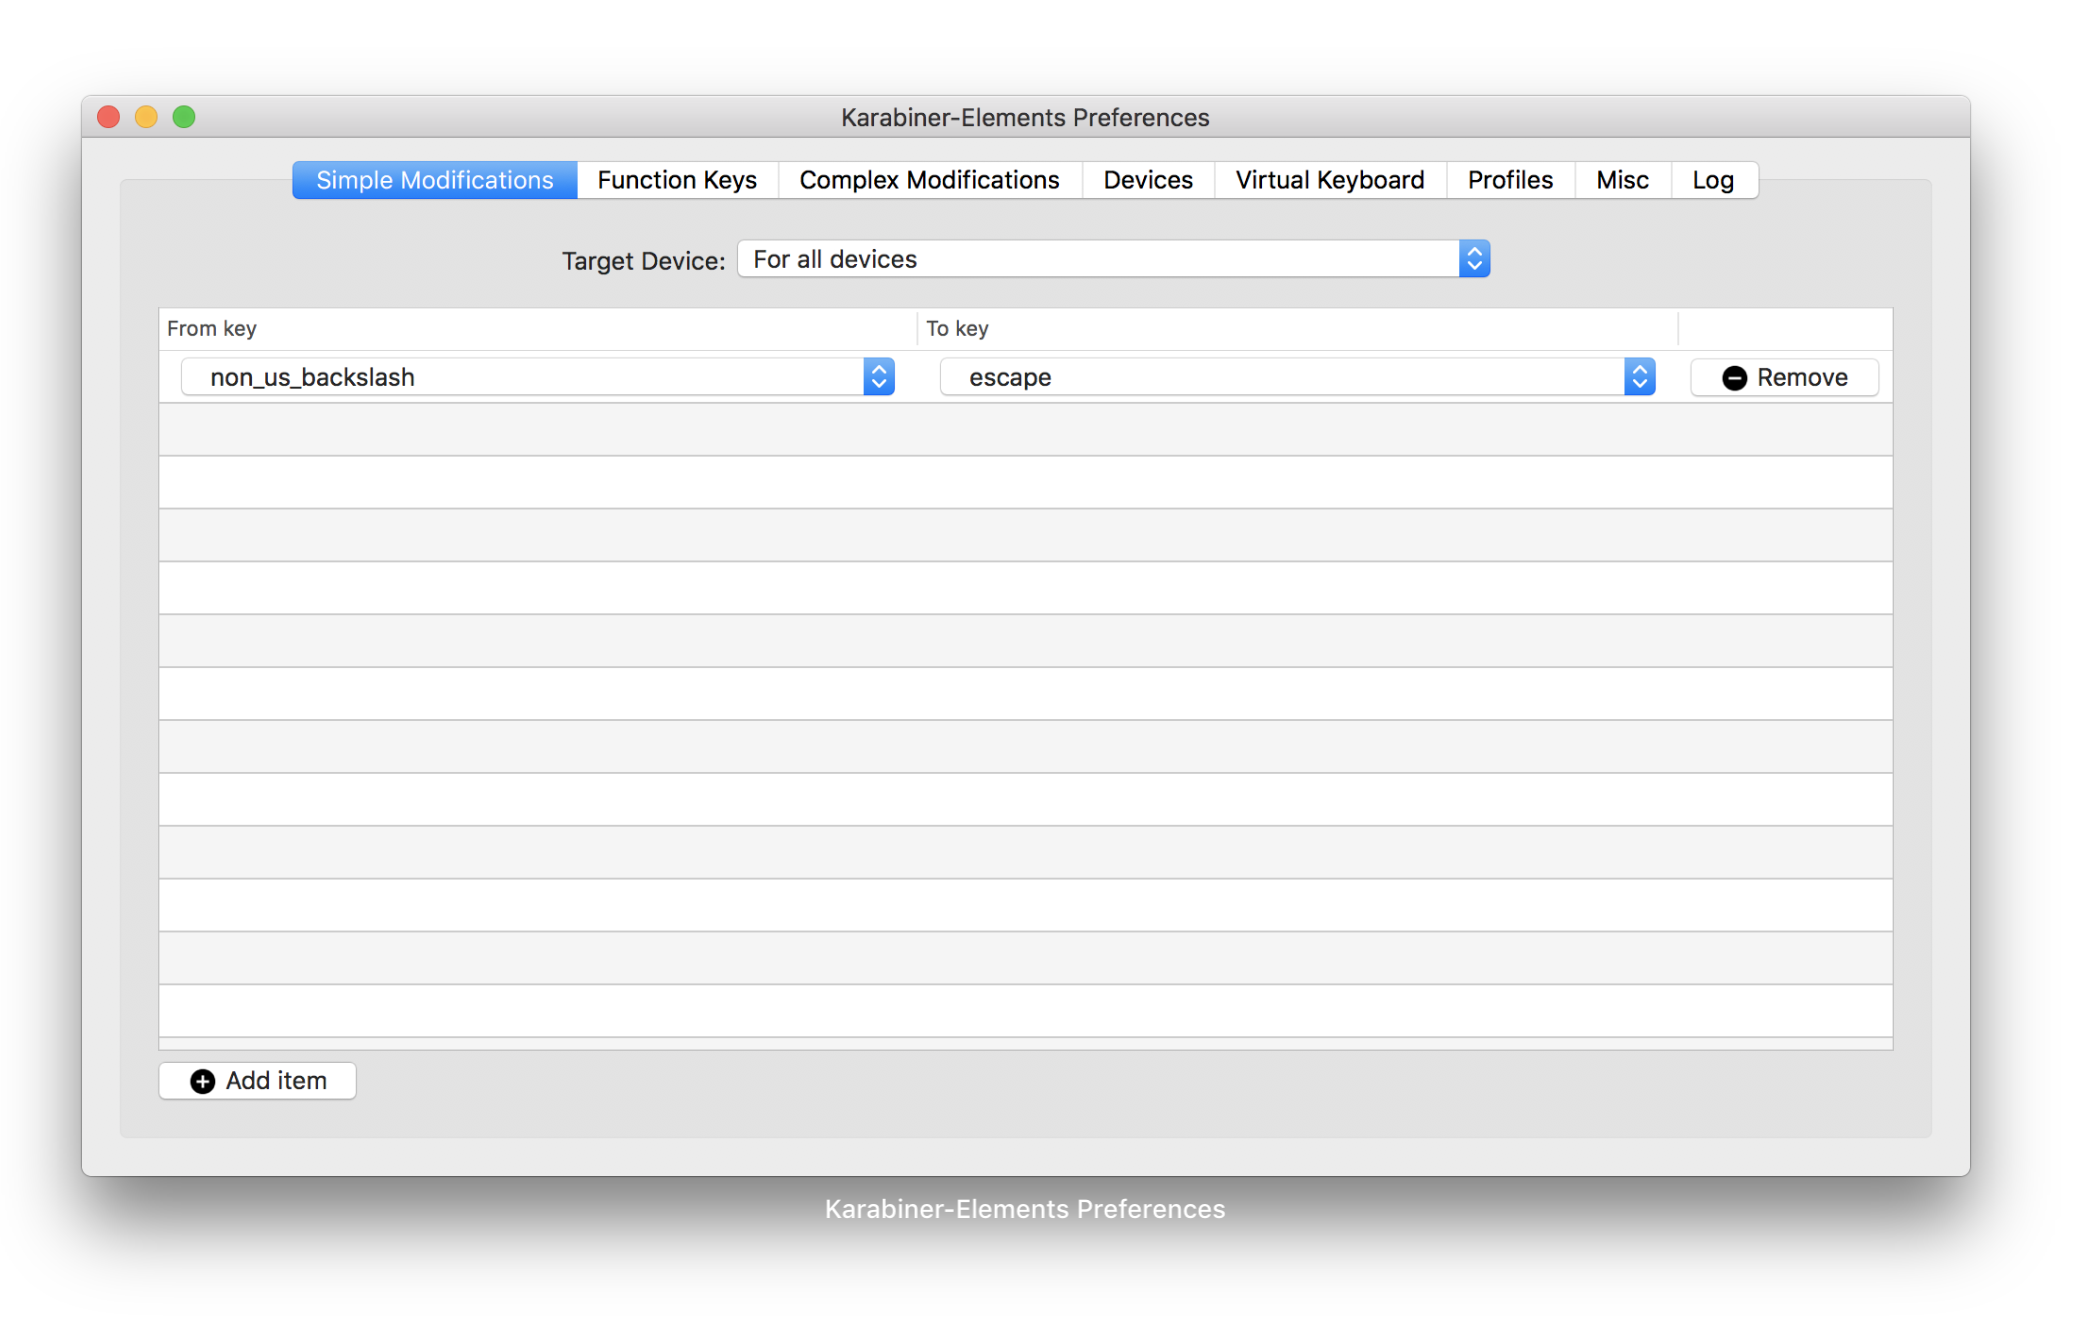 Karabiner-Elements Preferences
Simple Modifications Function Keys Complex Modifications Devices Virtual Keyboard Profiles Misc Log
Target Device: For all devices
From key To key
non_us_backslash escape Remove
Add item
Karabiner-Elements Preferences